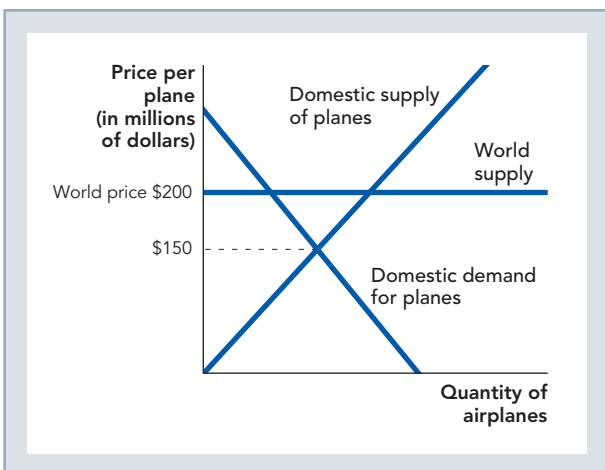 Price per
plane
(in millions
of dollars)
Domestic supply
of planes
World
supply
World price $200
$150
Domestic demand
for planes
Quantity of
airplanes